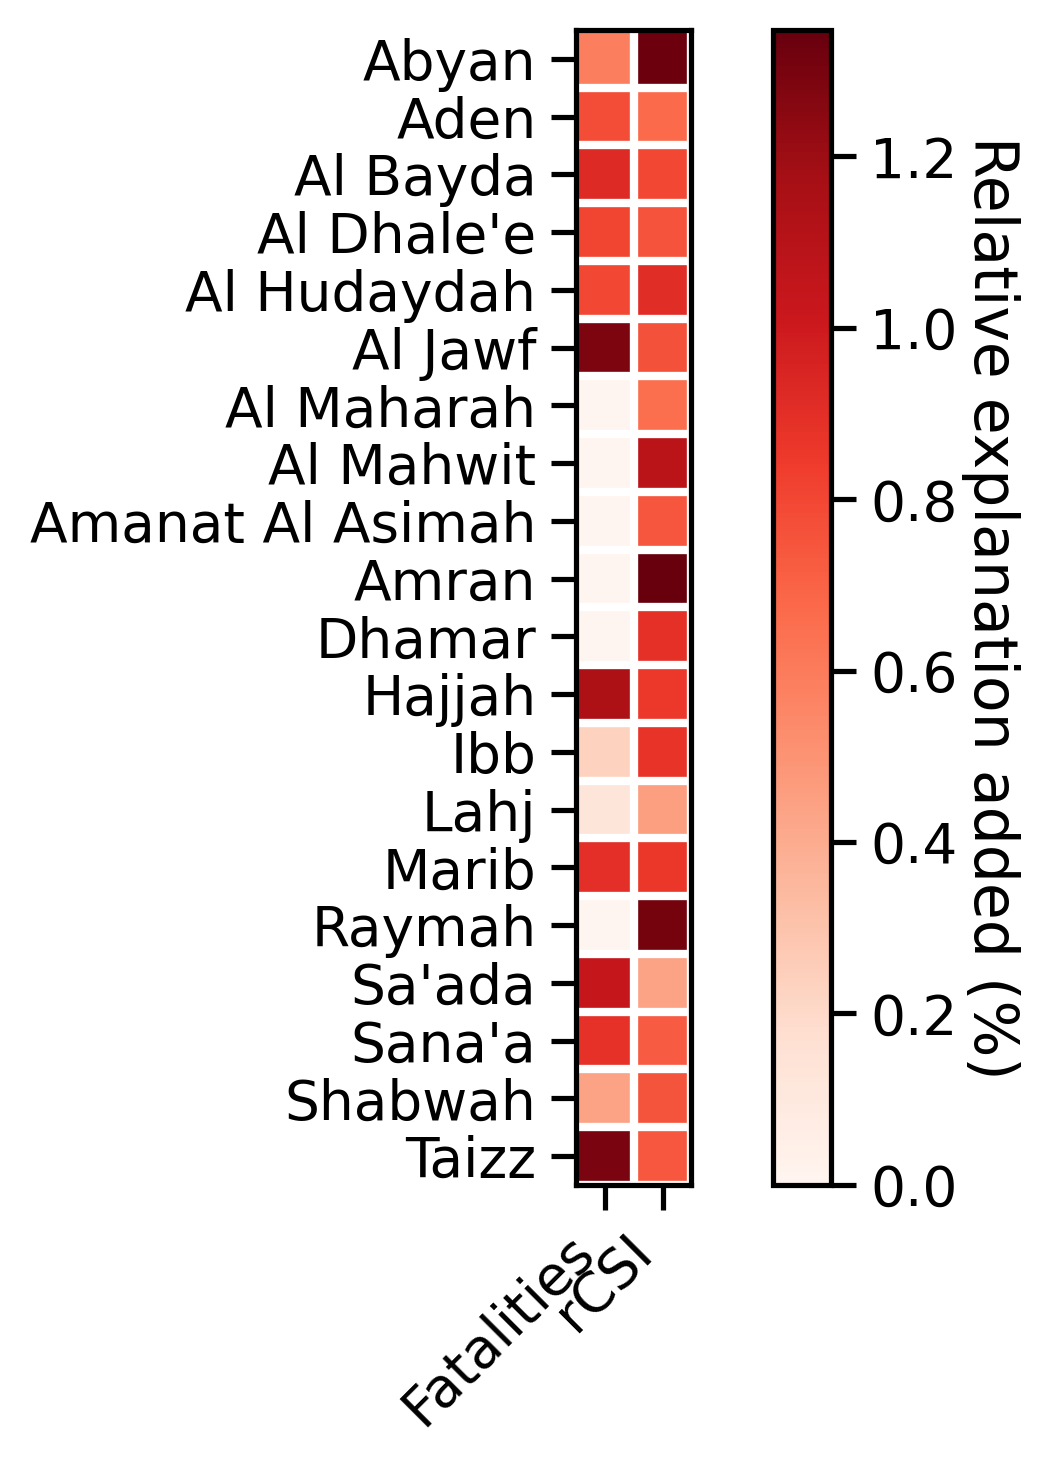 Abyan
Aden
Al Bayda
Al Dhale'e
Al Hudaydah
Al Jawf
Al Maharah
Al Mahwit
Amanat Al Asimah
Amran
Dhamar
Hajjah
Ibb
Lahj
Marib
Raymah
Sa'ada
Sana'a
Shabwah
Taizz
Fatalities
rCSI
1.2
1.0
0.8
0.6
0.4
0.2
0.0
Relative explanation added (%)